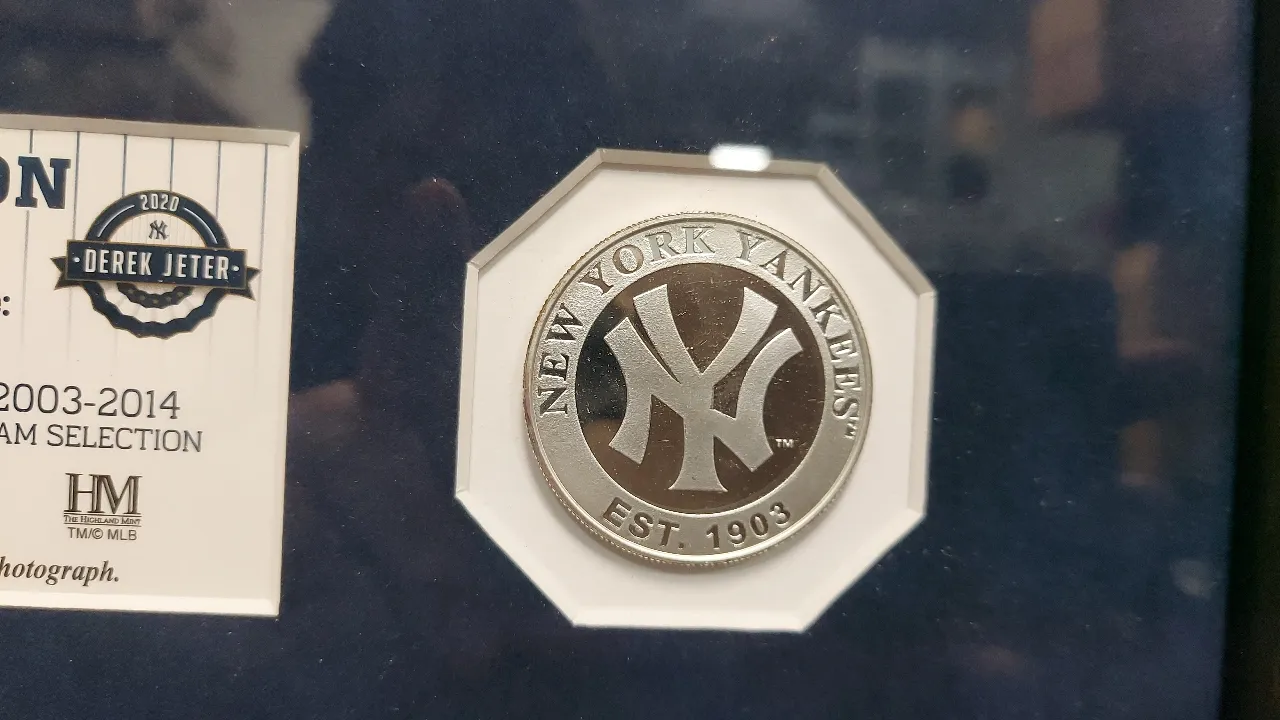 ON
2020
NY
·DEREK JETER·
:
2003-2014
AM SELECTION
HM
THE HIGHLAND MINT
TM/© MLB
hotograph.
NEW YORK YANKEES™
NY
TM
EST. 1903